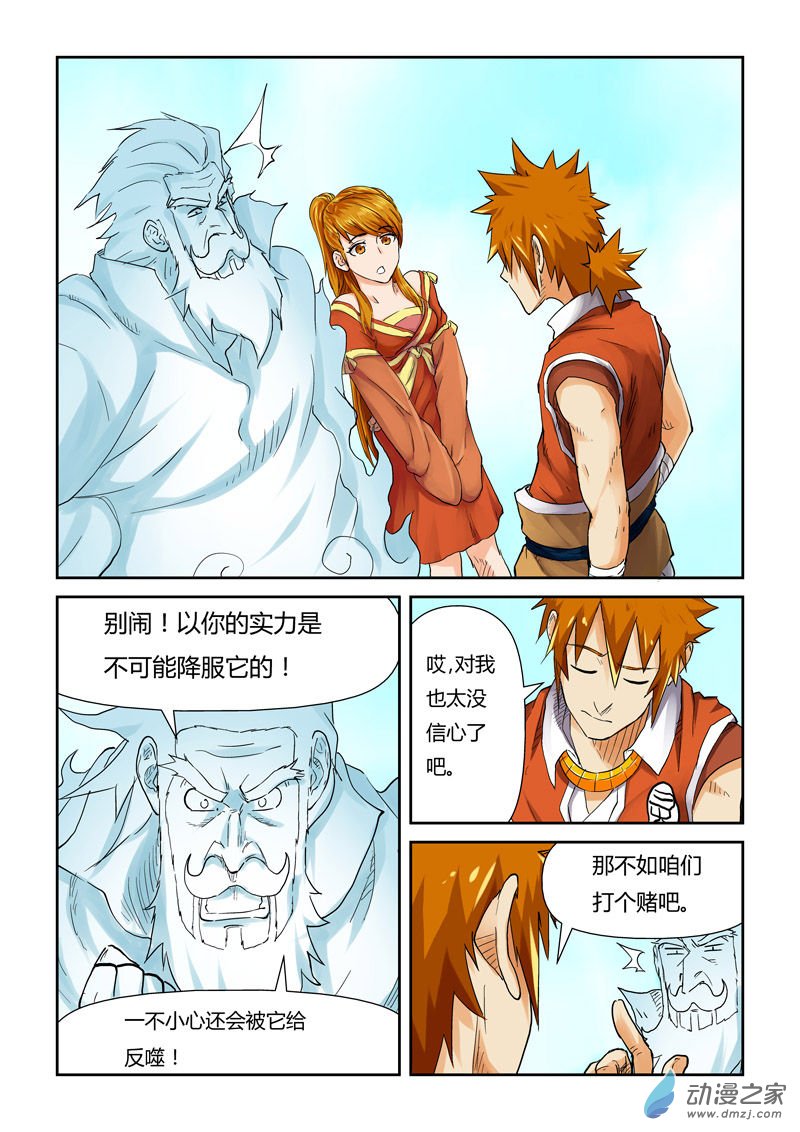 别闹！以你的实力是
不可能降服它的！
一不小心还会被它给
反噬！
哎，对我
也太没
信心了
吧。
那不如咱们
打个赌吧。
动漫之家
www.dmzj.com